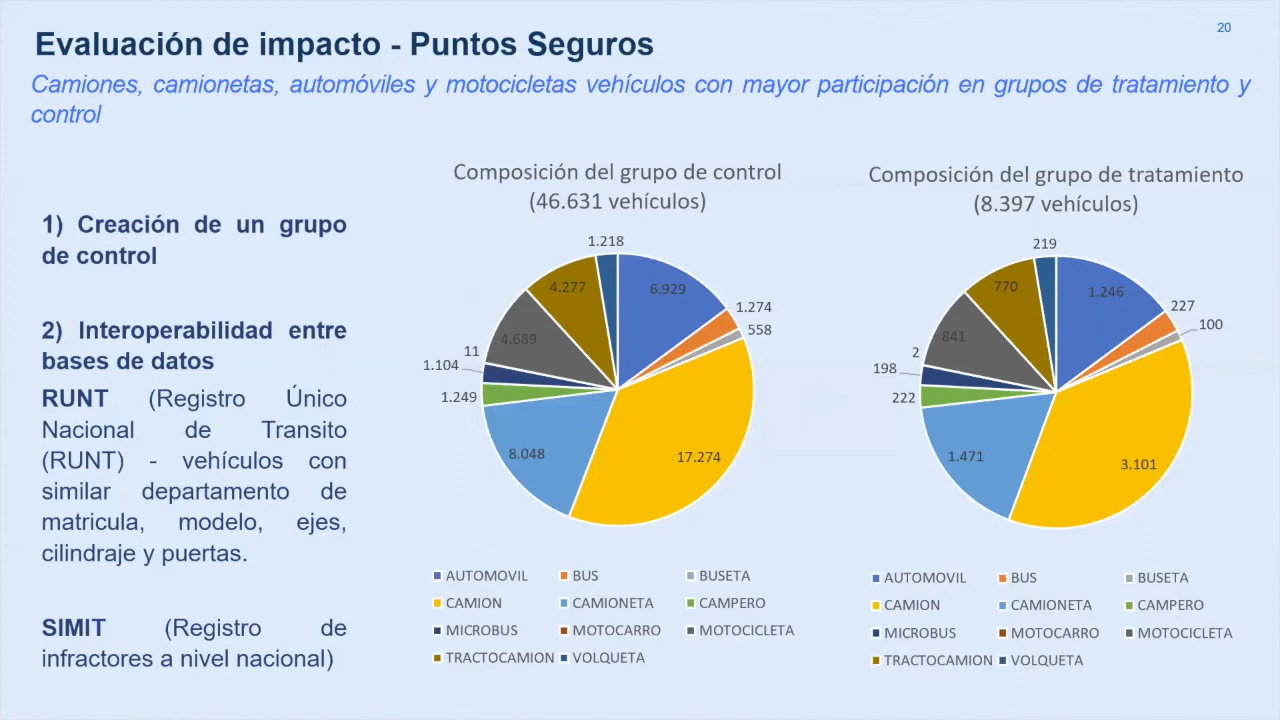 20
Evaluación de impacto - Puntos Seguros
Camiones, camionetas, automóviles y motocicletas vehículos con mayor participación en grupos de tratamiento y
control
1) Creación de un grupo
de control
2) Interoperabilidad entre
bases de datos
RUNT (Registro Único
Nacional de Transito
(RUNT) - vehículos con
similar departamento de
matricula, modelo, ejes,
cilindraje y puertas.
SIMIT (Registro de
infractores a nivel nacional)
Composición del grupo de control
(46.631 vehículos)
1.218
4.277
6.929
1.274
558
4.689
11
1.104
1.249
8.048
17.274
AUTOMOVIL BUS BUSETA
CAMION CAMIONETA CAMPERO
MICROBUS MOTOCARRO MOTOCICLETA
TRACTOCAMION VOLQUETA
Composición del grupo de tratamiento
(8.397 vehículos)
219
770
1.246
227
100
841
2
198
222
1.471
3.101
AUTOMOVIL BUS BUSETA
CAMION CAMIONETA CAMPERO
MICROBUS MOTOCARRO MOTOCICLETA
TRACTOCAMION VOLQUETA